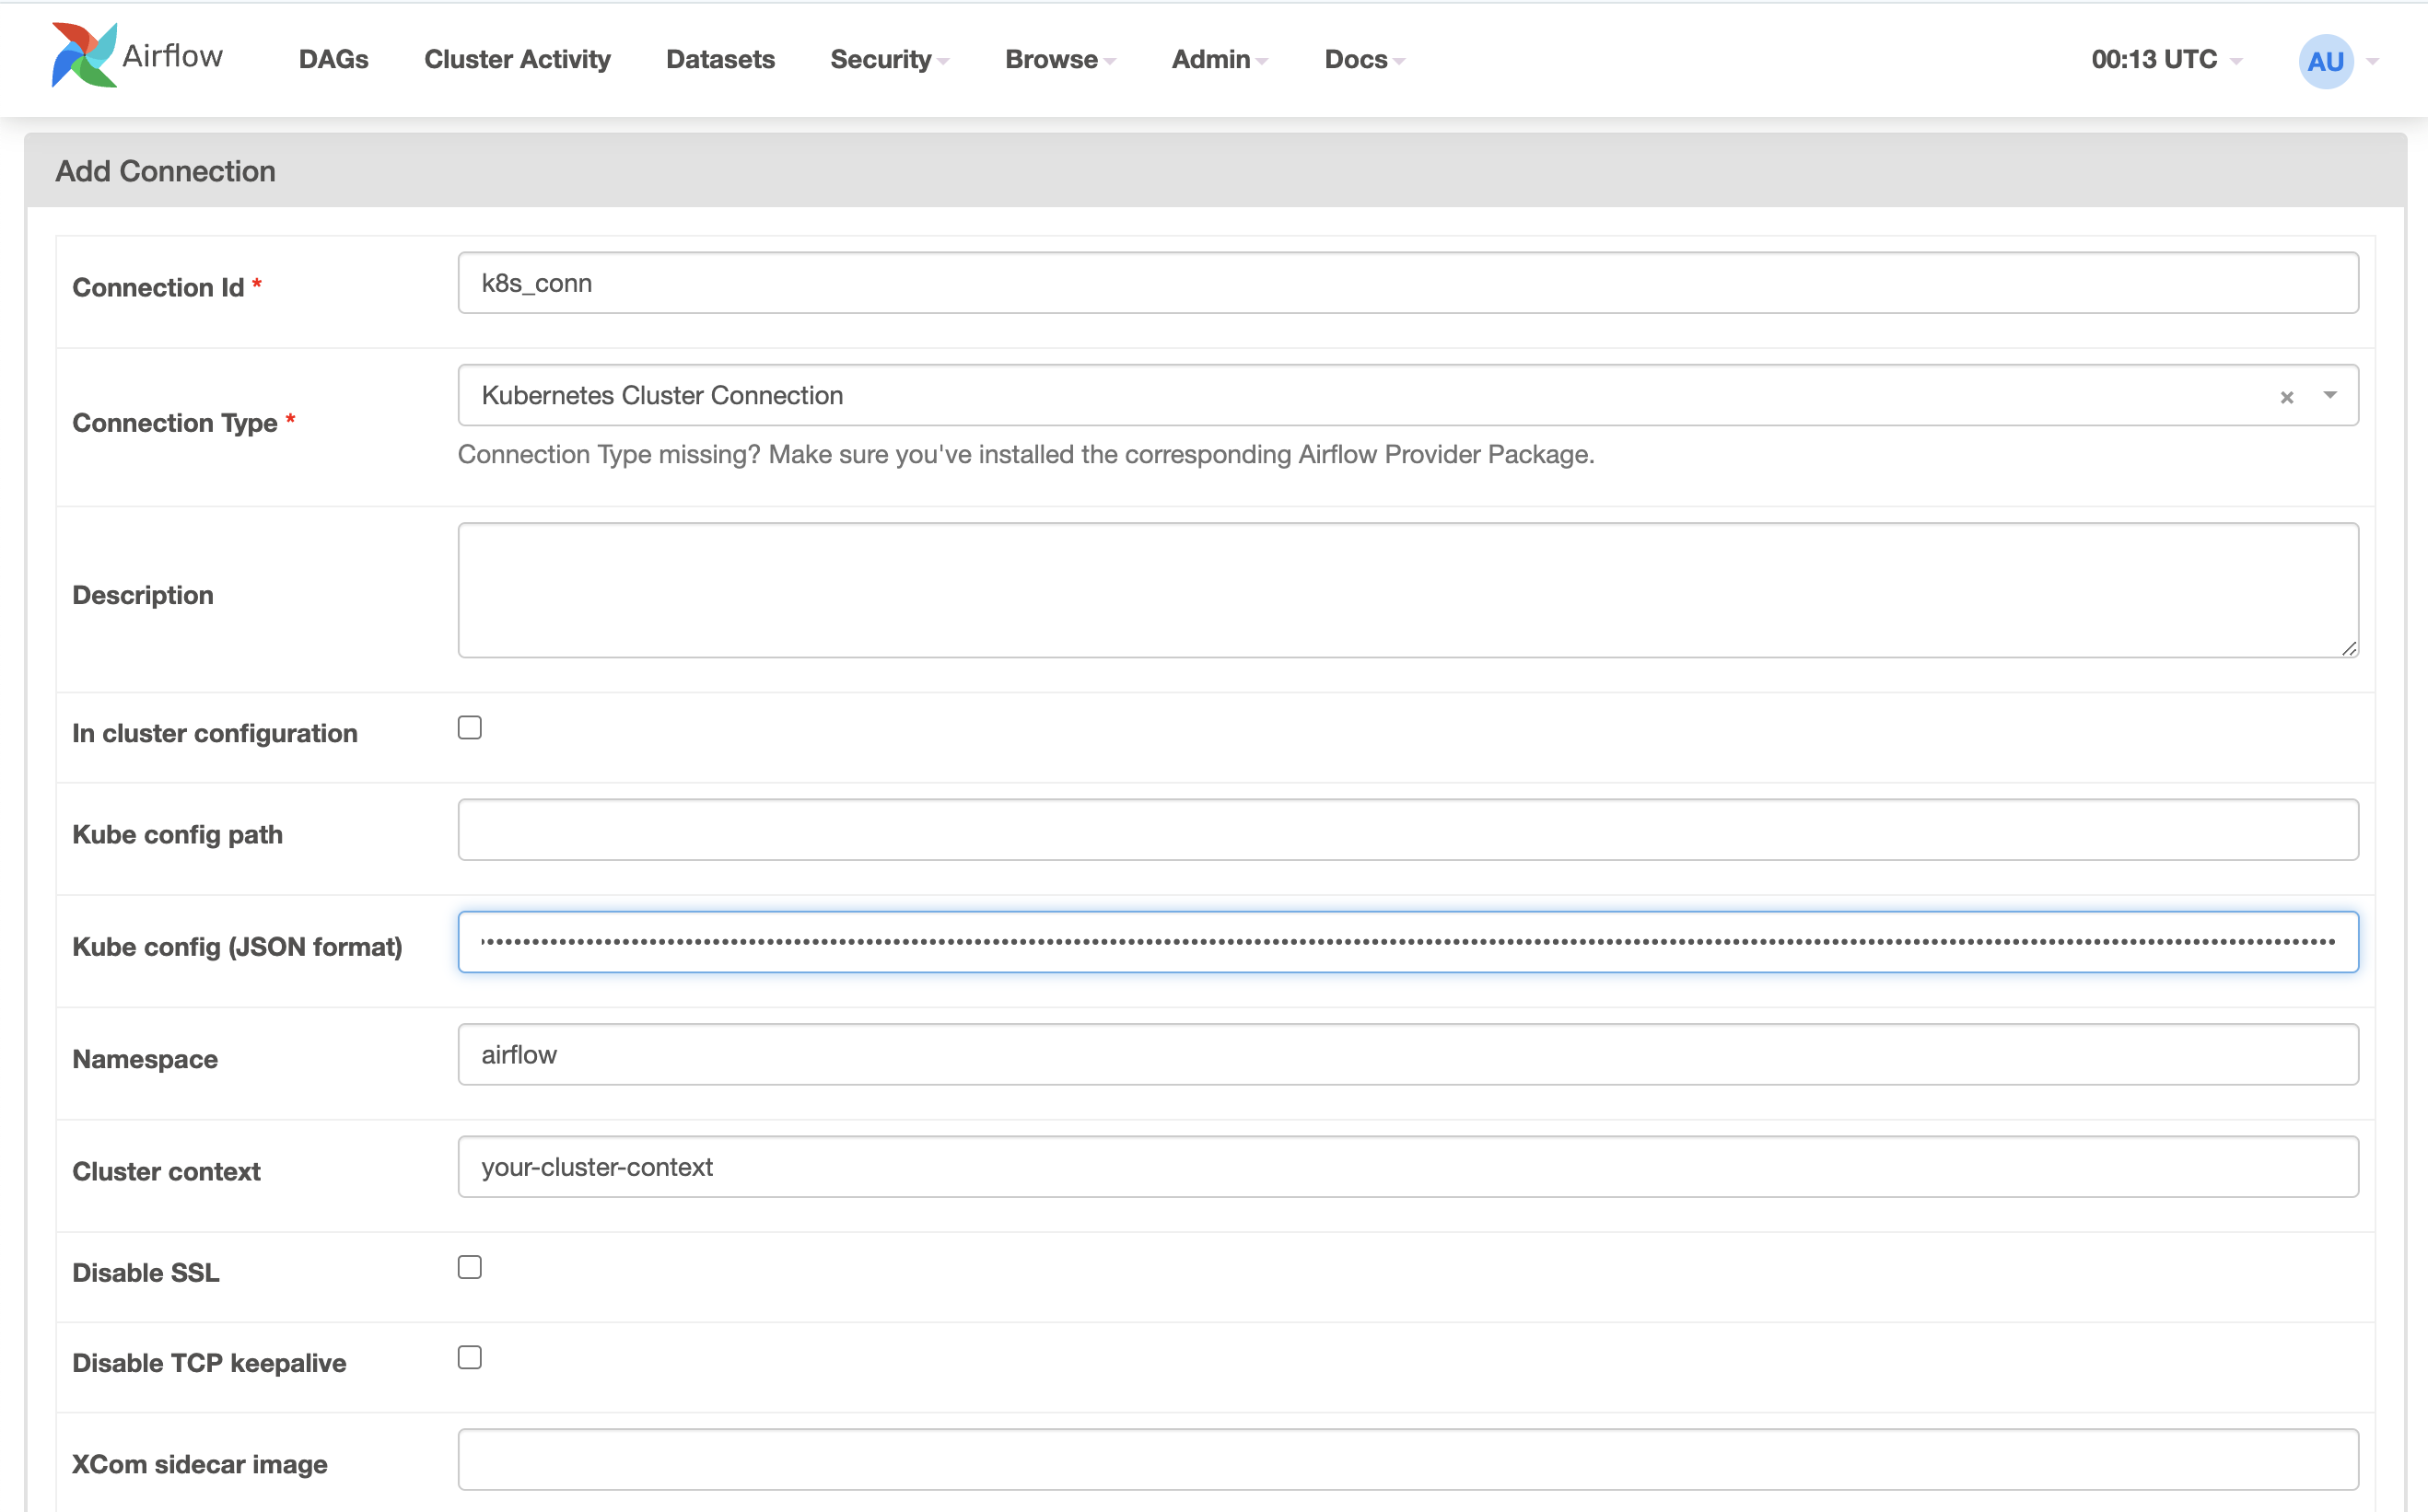 Airflow DAGs Cluster Activity Datasets Security Browse Admin Docs 00:13 UTC AU
Add Connection
Connection Id * k8s_conn
Connection Type * Kubernetes Cluster Connection
Connection Type missing? Make sure you've installed the corresponding Airflow Provider Package.
Description
In cluster configuration
Kube config path
Kube config (JSON format)
Namespace airflow
Cluster context your-cluster-context
Disable SSL
Disable TCP keepalive
XCom sidecar image